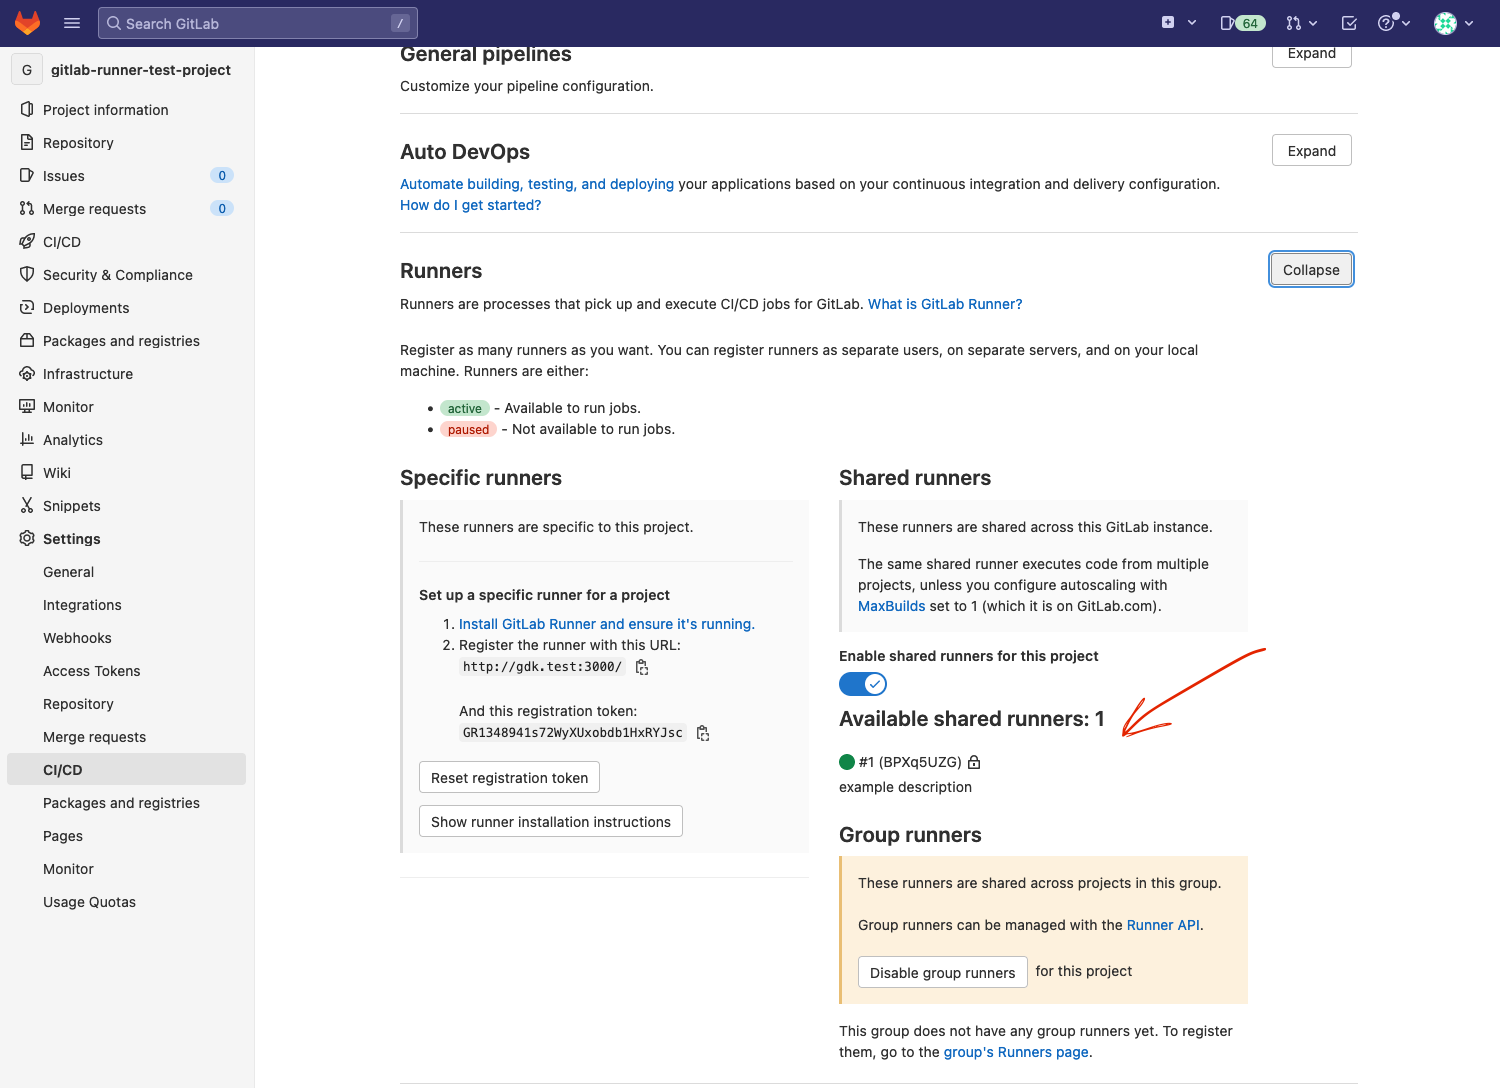 Search GitLab /
64
G gitlab-runner-test-project
Project information
Repository
Issues 0
Merge requests 0
CI/CD
Security & Compliance
Deployments
Packages and registries
Infrastructure
Monitor
Analytics
Wiki
Snippets
Settings
General
Integrations
Webhooks
Access Tokens
Repository
Merge requests
CI/CD
Packages and registries
Pages
Monitor
Usage Quotas
General pipelines
Expand
Customize your pipeline configuration.
Auto DevOps
Expand
Automate building, testing, and deploying your applications based on your continuous integration and delivery configuration.
How do I get started?
Runners
Collapse
Runners are processes that pick up and execute CI/CD jobs for GitLab. What is GitLab Runner?
Register as many runners as you want. You can register runners as separate users, on separate servers, and on your local
machine. Runners are either:
• active - Available to run jobs.
• paused - Not available to run jobs.
Specific runners
These runners are specific to this project.
Set up a specific runner for a project
1. Install GitLab Runner and ensure it's running.
2. Register the runner with this URL:
http://gdk.test:3000/
And this registration token:
GR1348941s72WyXUxobdb1HxRYJsc
Reset registration token
Show runner installation instructions
Shared runners
These runners are shared across this GitLab instance.
The same shared runner executes code from multiple
projects, unless you configure autoscaling with
MaxBuilds set to 1 (which it is on GitLab.com).
Enable shared runners for this project
Available shared runners: 1
#1 (BPXq5UZG)
example description
Group runners
These runners are shared across projects in this group.
Group runners can be managed with the Runner API.
Disable group runners for this project
This group does not have any group runners yet. To register
them, go to the group's Runners page.